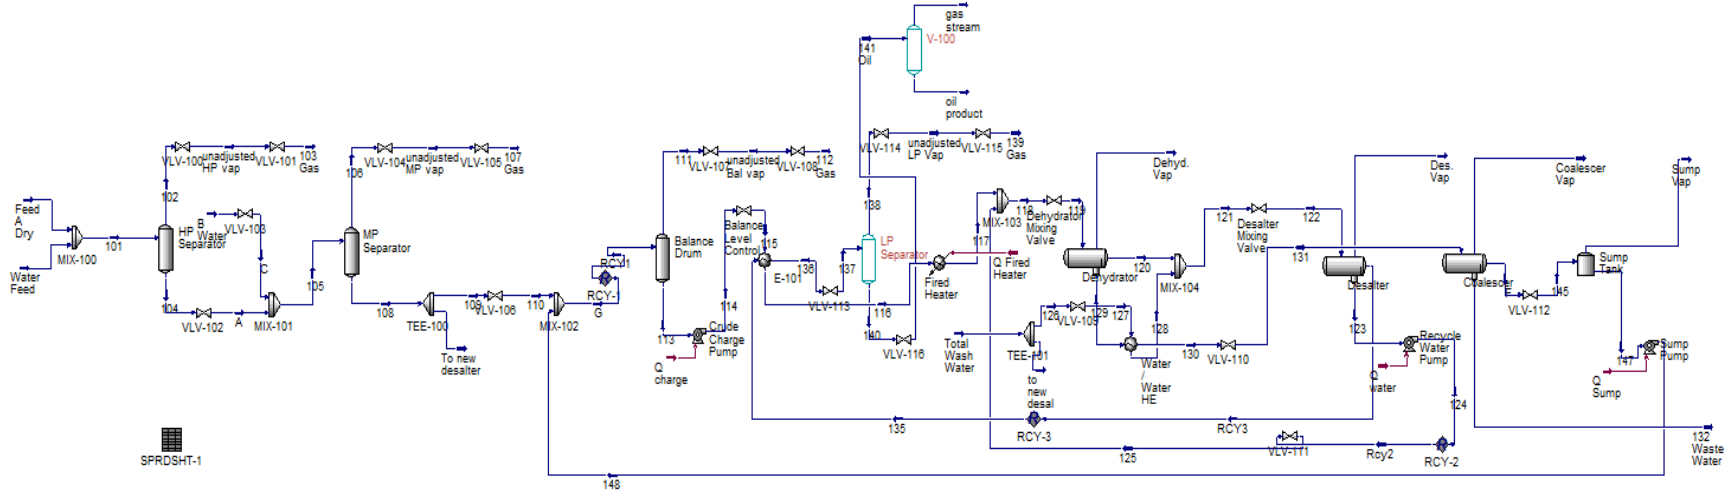 gas
stream
141
Oil
V-100
oil
product
VLV-100
unadjusted
HP vap
VLV-101
103
Gas
VLV-104
unadjusted
MP vap
VLV-105
107
Gas
111
VLV-107
unadjusted
Bal vap
VLV-108
112
Gas
VLV-114
unadjusted
LP Vap
VLV-115
139
Gas
Dehyd.
Vap
Des.
Vap
Coalescer
Vap
Sump
Vap
102
106
138
Feed
A
Dry
Water
Feed
MIX-100
101
HP
Separator
B
Water
VLV-103
C
104
VLV-102
A
MIX-101
105
MP
Separator
108
TEE-100
109
VLV-106
110
MIX-102
To new
desalter
G
RCY-1
RCY1
Balance
Drum
113
Crude
Charge
Pump
Q
charge
114
Balance
Level
Control
115
E-101
136
VLV-113
137
LP
Separator
116
140
VLV-116
Fired
Heater
Q Fired
Heater
117
MIX-103
118
Dehydrator
Mixing
Valve
119
Dehydrator
120
MIX-104
121
Desalter
Mixing
Valve
122
131
Desalter
Coalescer
E
VLV-112
145
Sump
Tank
Total
Wash
Water
TEE-101
126
VLV-109
127
129
128
Water
/
Water
HE
130
VLV-110
to
new
desal
123
Recycle
Water
Pump
Q
water
124
147
Sump
Pump
Q
Sump
135
RCY-3
RCY3
125
VLV-111
Rcy2
RCY-2
132
Waste
Water
148
SPRDSHT-1